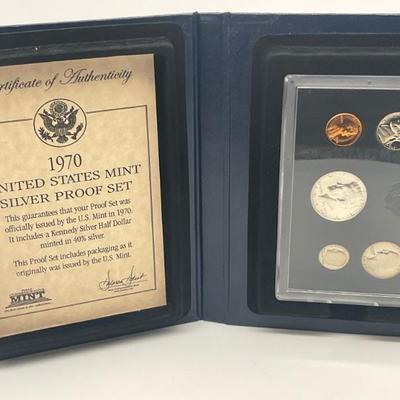 ertificate of Authenticity
1970
UNITED STATES MINT
SILVER PROOF SET
This guarantees that your Proof Set was
officially issued by the U.S. Mint in 1970.
It includes a Kennedy Silver Half Dollar
minted in 40% silver.
This Proof Set includes packaging as it
originally was issued by the U.S. Mint.
MINT